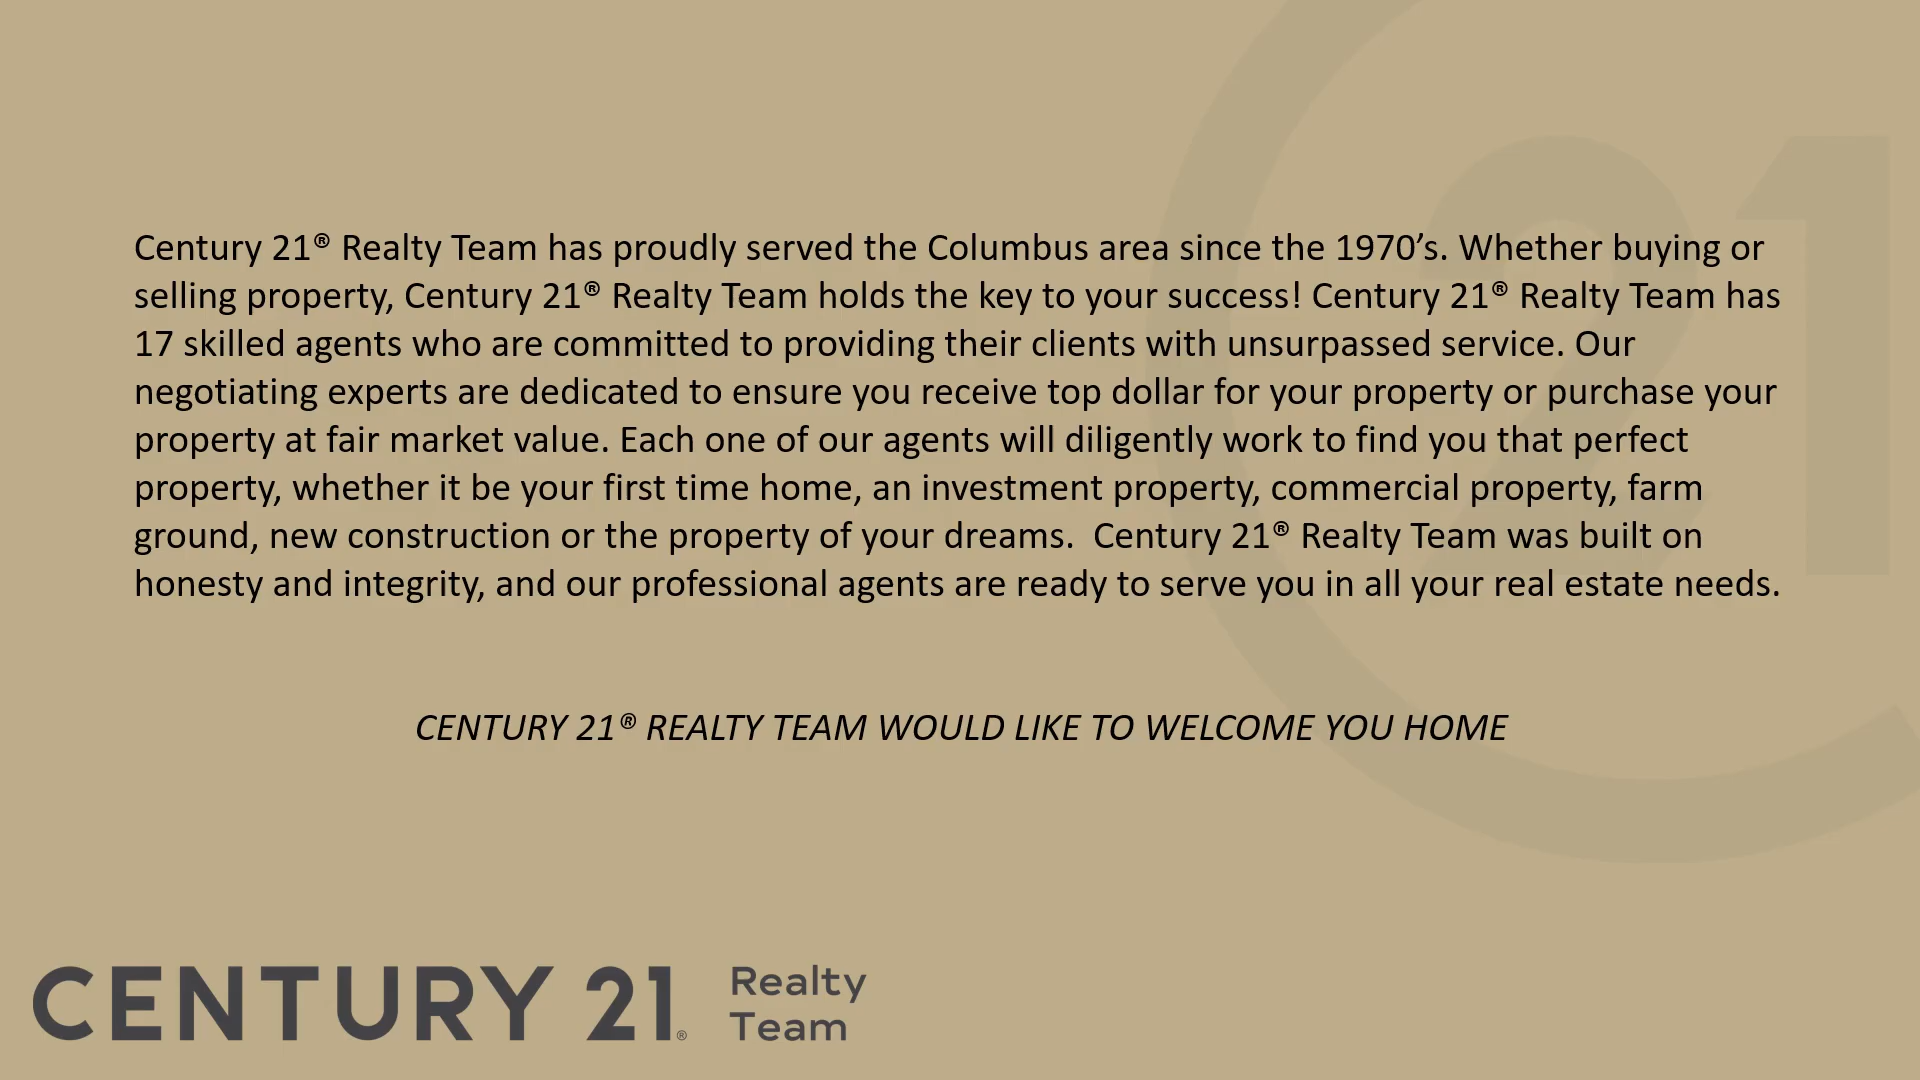 Century 21® Realty Team has proudly served the Columbus area since the 1970’s. Whether buying or
selling property, Century 21® Realty Team holds the key to your success! Century 21® Realty Team has
17 skilled agents who are committed to providing their clients with unsurpassed service. Our
negotiating experts are dedicated to ensure you receive top dollar for your property or purchase your
property at fair market value. Each one of our agents will diligently work to find you that perfect
property, whether it be your first time home, an investment property, commercial property, farm
ground, new construction or the property of your dreams.  Century 21® Realty Team was built on
honesty and integrity, and our professional agents are ready to serve you in all your real estate needs.
CENTURY 21® REALTY TEAM WOULD LIKE TO WELCOME YOU HOME
21
CENTURY 21®
Realty
Team